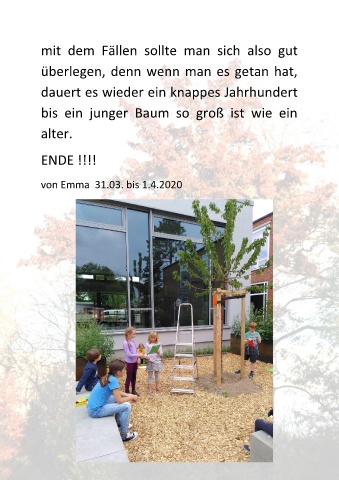 mit dem Fällen sollte man sich also gut
überlegen, denn wenn man es getan hat,
dauert es wieder ein knappes Jahrhundert
bis ein junger Baum so groß ist wie ein
alter.
ENDE !!!!
von Emma 31.03. bis 1.4.2020